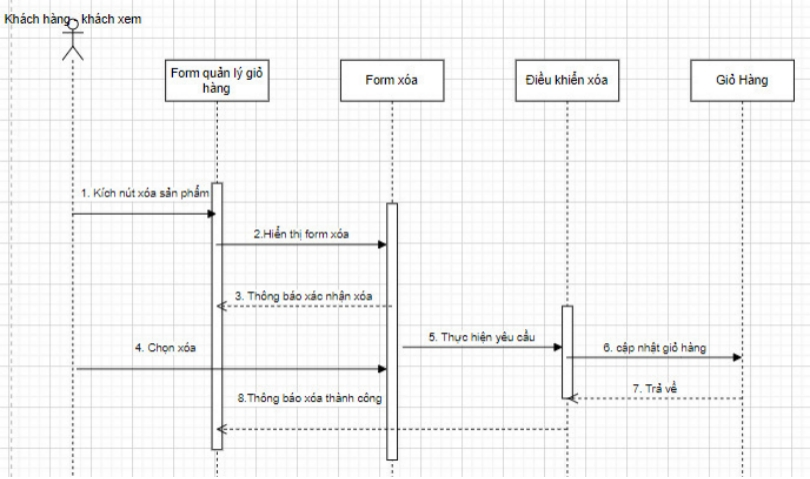 Khách hàng - khách xem
Form quản lý giỏ
hàng
Form xóa
Điều khiển xóa
Giỏ Hàng
1. Kích nút xóa sản phẩm
2.Hiển thị form xóa
3. Thông báo xác nhận xóa
4. Chọn xóa
5. Thực hiện yêu cầu
6. cập nhật giỏ hàng
7. Trả về
8.Thông báo xóa thành công